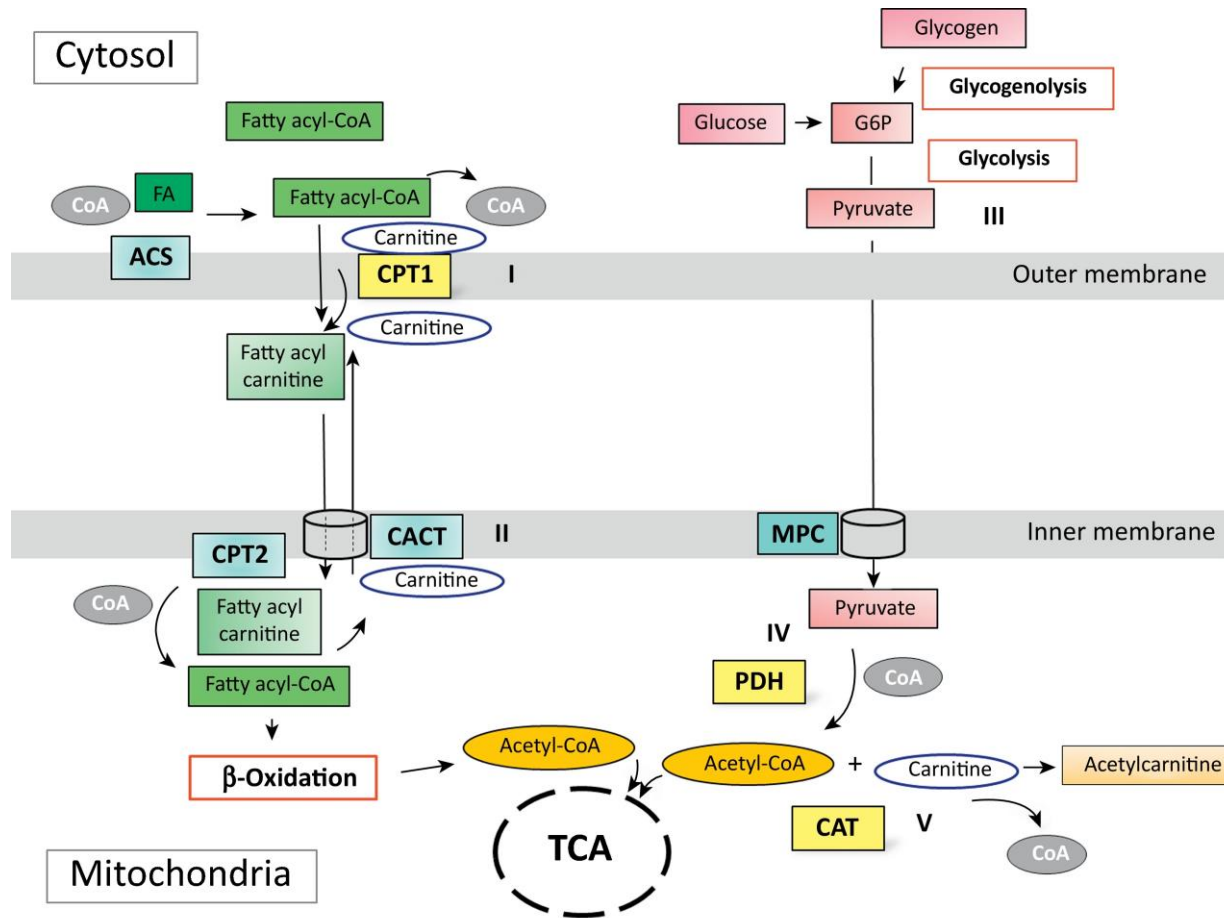 Cytosol
Glycogen
Glycogenolysis
Fatty acyl-CoA
Glucose
G6P
Glycolysis
CoA
FA
Fatty acyl-CoA
CoA
Pyruvate
III
ACS
Carnitine
CPT1
I
Outer membrane
Carnitine
Fatty acyl
carnitine
CPT2
CACT
II
MPC
Inner membrane
CoA
Carnitine
Fatty acyl
carnitine
Pyruvate
IV
Fatty acyl-CoA
PDH
CoA
β-Oxidation
Acetyl-CoA
Acetyl-CoA
+
Carnitine
Acetylcarnitine
TCA
CAT
V
CoA
Mitochondria